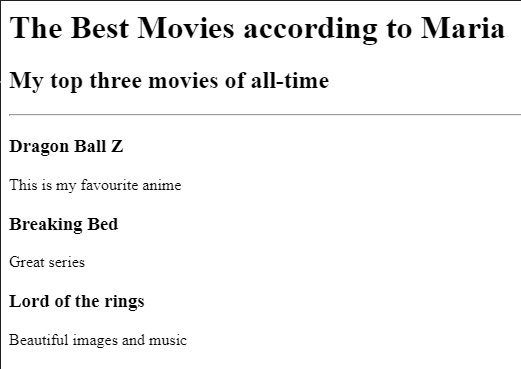 The Best Movies according to Maria
My top three movies of all-time
Dragon Ball Z
This is my favourite anime
Breaking Bed
Great series
Lord of the rings
Beautiful images and music